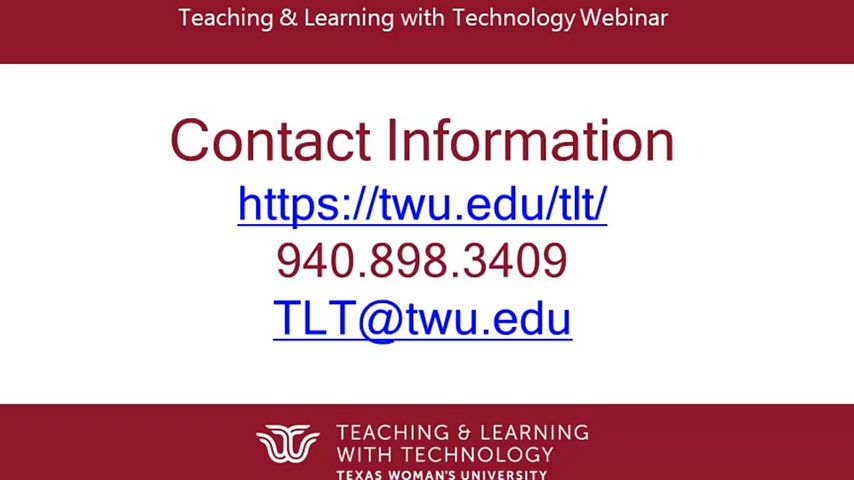 Teaching & Learning with Technology Webinar
Contact Information
https://twu.edu/tlt/
940.898.3409
TLT@twu.edu
TEACHING & LEARNING
WITH TECHNOLOGY
TEXAS WOMAN'S UNIVERSITY